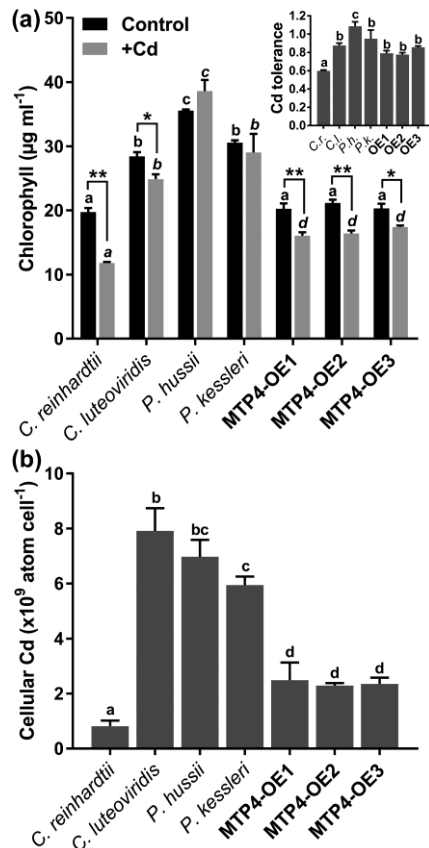 (a)
Control
+Cd
Chlorophyll (µg ml-1)
50
40
30
20
10
0
**
*
**
**
*
a
a
b
b
c
c
b
b
a
d
a
d
a
d
C. reinhardtii
C. luteoviridis
P. hussii
P. kessleri
MTP4-OE1
MTP4-OE2
MTP4-OE3
Cd tolerance
1.2
1.0
0.8
0.6
0.4
0.2
0.0
a
b
c
b
b
b
b
C.r.
C.l.
P.h.
P.k.
OE1
OE2
OE3
(b)
Cellular Cd (x10⁹ atom cell-1)
10
8
6
4
2
0
a
b
bc
c
d
d
d
C. reinhardtii
C. luteoviridis
P. hussii
P. kessleri
MTP4-OE1
MTP4-OE2
MTP4-OE3